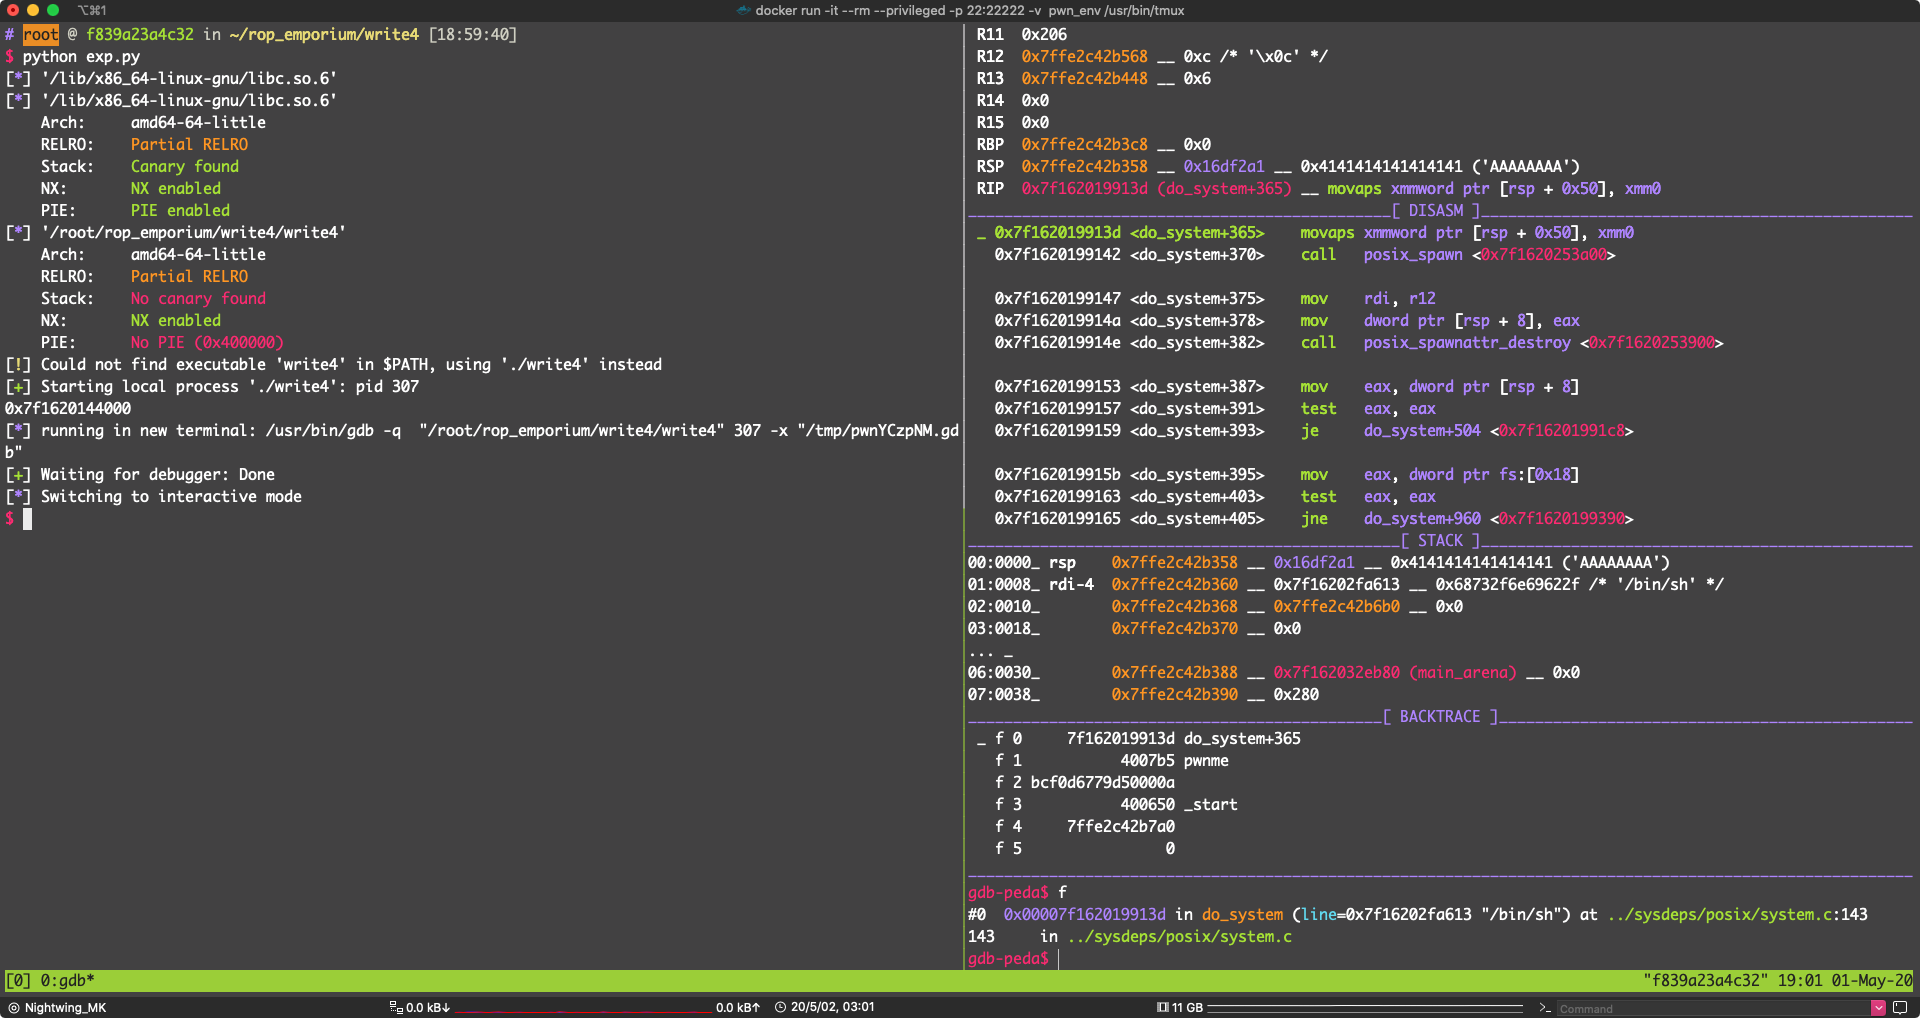 ⌥⌘1
docker run -it --rm --privileged -p 22:22222 -v  pwn_env /usr/bin/tmux
# root @ f839a23a4c32 in ~/rop_emporium/write4 [18:59:40]
$ python exp.py
[*] '/lib/x86_64-linux-gnu/libc.so.6'
[*] '/lib/x86_64-linux-gnu/libc.so.6'
    Arch:     amd64-64-little
    RELRO:    Partial RELRO
    Stack:    Canary found
    NX:       NX enabled
    PIE:      PIE enabled
[*] '/root/rop_emporium/write4/write4'
    Arch:     amd64-64-little
    RELRO:    Partial RELRO
    Stack:    No canary found
    NX:       NX enabled
    PIE:      No PIE (0x400000)
[!] Could not find executable 'write4' in $PATH, using './write4' instead
[+] Starting local process './write4': pid 307
0x7f1620144000
[*] running in new terminal: /usr/bin/gdb -q  "/root/rop_emporium/write4/write4" 307 -x "/tmp/pwnYCzpNM.gd
b"
[+] Waiting for debugger: Done
[*] Switching to interactive mode
$
R11  0x206
R12  0x7ffe2c42b568 __ 0xc /* '\x0c' */
R13  0x7ffe2c42b448 __ 0x6
R14  0x0
R15  0x0
RBP  0x7ffe2c42b3c8 __ 0x0
RSP  0x7ffe2c42b358 __ 0x16df2a1 __ 0x4141414141414141 ('AAAAAAAA')
RIP  0x7f162019913d (do_system+365) __ movaps xmmword ptr [rsp + 0x50], xmm0
[ DISASM ]
_ 0x7f162019913d <do_system+365>    movaps xmmword ptr [rsp + 0x50], xmm0
  0x7f1620199142 <do_system+370>    call   posix_spawn <0x7f1620253a00>
  0x7f1620199147 <do_system+375>    mov    rdi, r12
  0x7f162019914a <do_system+378>    mov    dword ptr [rsp + 8], eax
  0x7f162019914e <do_system+382>    call   posix_spawnattr_destroy <0x7f1620253900>
  0x7f1620199153 <do_system+387>    mov    eax, dword ptr [rsp + 8]
  0x7f1620199157 <do_system+391>    test   eax, eax
  0x7f1620199159 <do_system+393>    je     do_system+504 <0x7f16201991c8>
  0x7f162019915b <do_system+395>    mov    eax, dword ptr fs:[0x18]
  0x7f1620199163 <do_system+403>    test   eax, eax
  0x7f1620199165 <do_system+405>    jne    do_system+960 <0x7f1620199390>
[ STACK ]
00:0000_ rsp    0x7ffe2c42b358 __ 0x16df2a1 __ 0x4141414141414141 ('AAAAAAAA')
01:0008_ rdi-4  0x7ffe2c42b360 __ 0x7f16202fa613 __ 0x68732f6e69622f /* '/bin/sh' */
02:0010_        0x7ffe2c42b368 __ 0x7ffe2c42b6b0 __ 0x0
03:0018_        0x7ffe2c42b370 __ 0x0
... _
06:0030_        0x7ffe2c42b388 __ 0x7f162032eb80 (main_arena) __ 0x0
07:0038_        0x7ffe2c42b390 __ 0x280
[ BACKTRACE ]
_ f 0     7f162019913d do_system+365
  f 1           4007b5 pwnme
  f 2 bcf0d6779d50000a
  f 3           400650 _start
  f 4     7ffe2c42b7a0
  f 5                0
gdb-peda$ f
#0  0x00007f162019913d in do_system (line=0x7f16202fa613 "/bin/sh") at ../sysdeps/posix/system.c:143
143     in ../sysdeps/posix/system.c
gdb-peda$
[0] 0:gdb*
"f839a23a4c32" 19:01 01-May-20
Nightwing_MK
0.0 kB↓
0.0 kB↑
20/5/02, 03:01
11 GB
Command